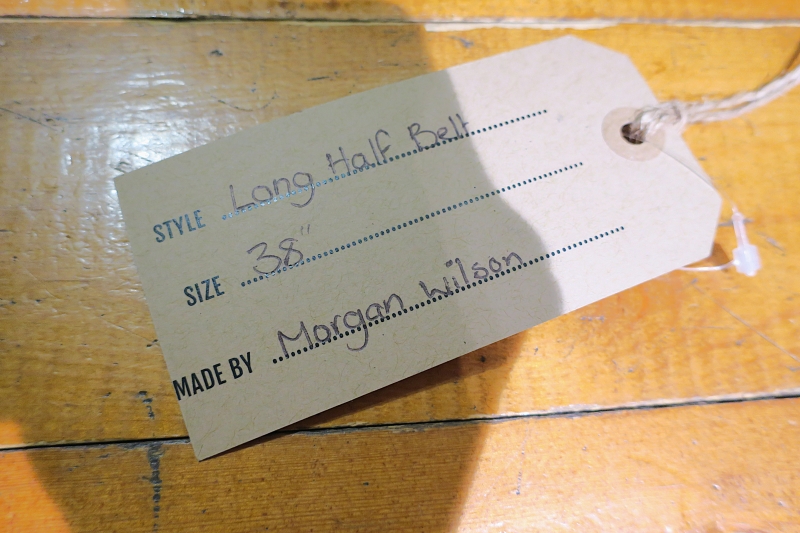 STYLE Long Half Belt
SIZE 38"
MADE BY Morgan Wilson